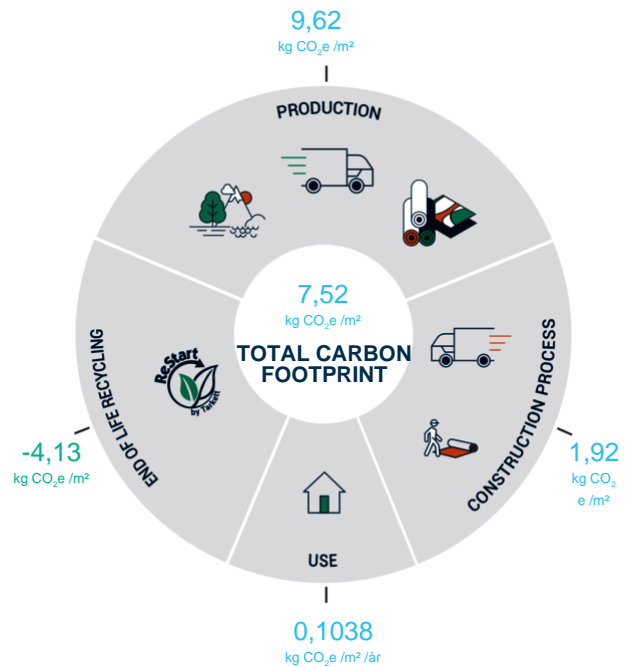 9,62
kg CO₂e /m²
PRODUCTION
7,52
kg CO₂e /m²
TOTAL CARBON
FOOTPRINT
ReStart
by Tarkett
END OF LIFE RECYCLING
-4,13
kg CO₂e /m²
CONSTRUCTION PROCESS
1,92
kg CO₂
e /m²
USE
0,1038
kg CO₂e /m² /år